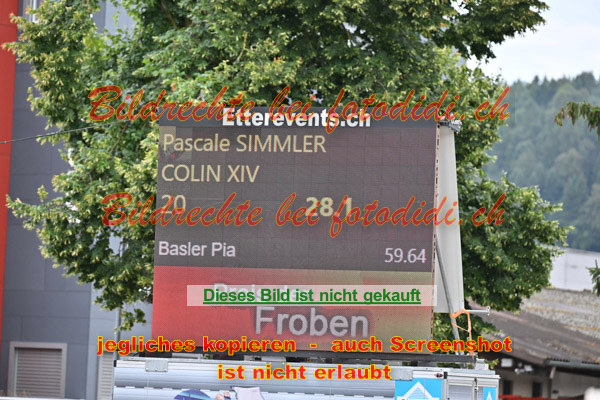 Bildrechte bei fotodidi.ch
Etterevents.ch
Pascale SIMMLER
COLIN XIV
20 28.1
Bildrechte bei fotodidi.ch
Basler Pia 59.64
Dieses Bild ist nicht gekauft
Froben
jegliches kopieren - auch Screenshot
ist nicht erlaubt